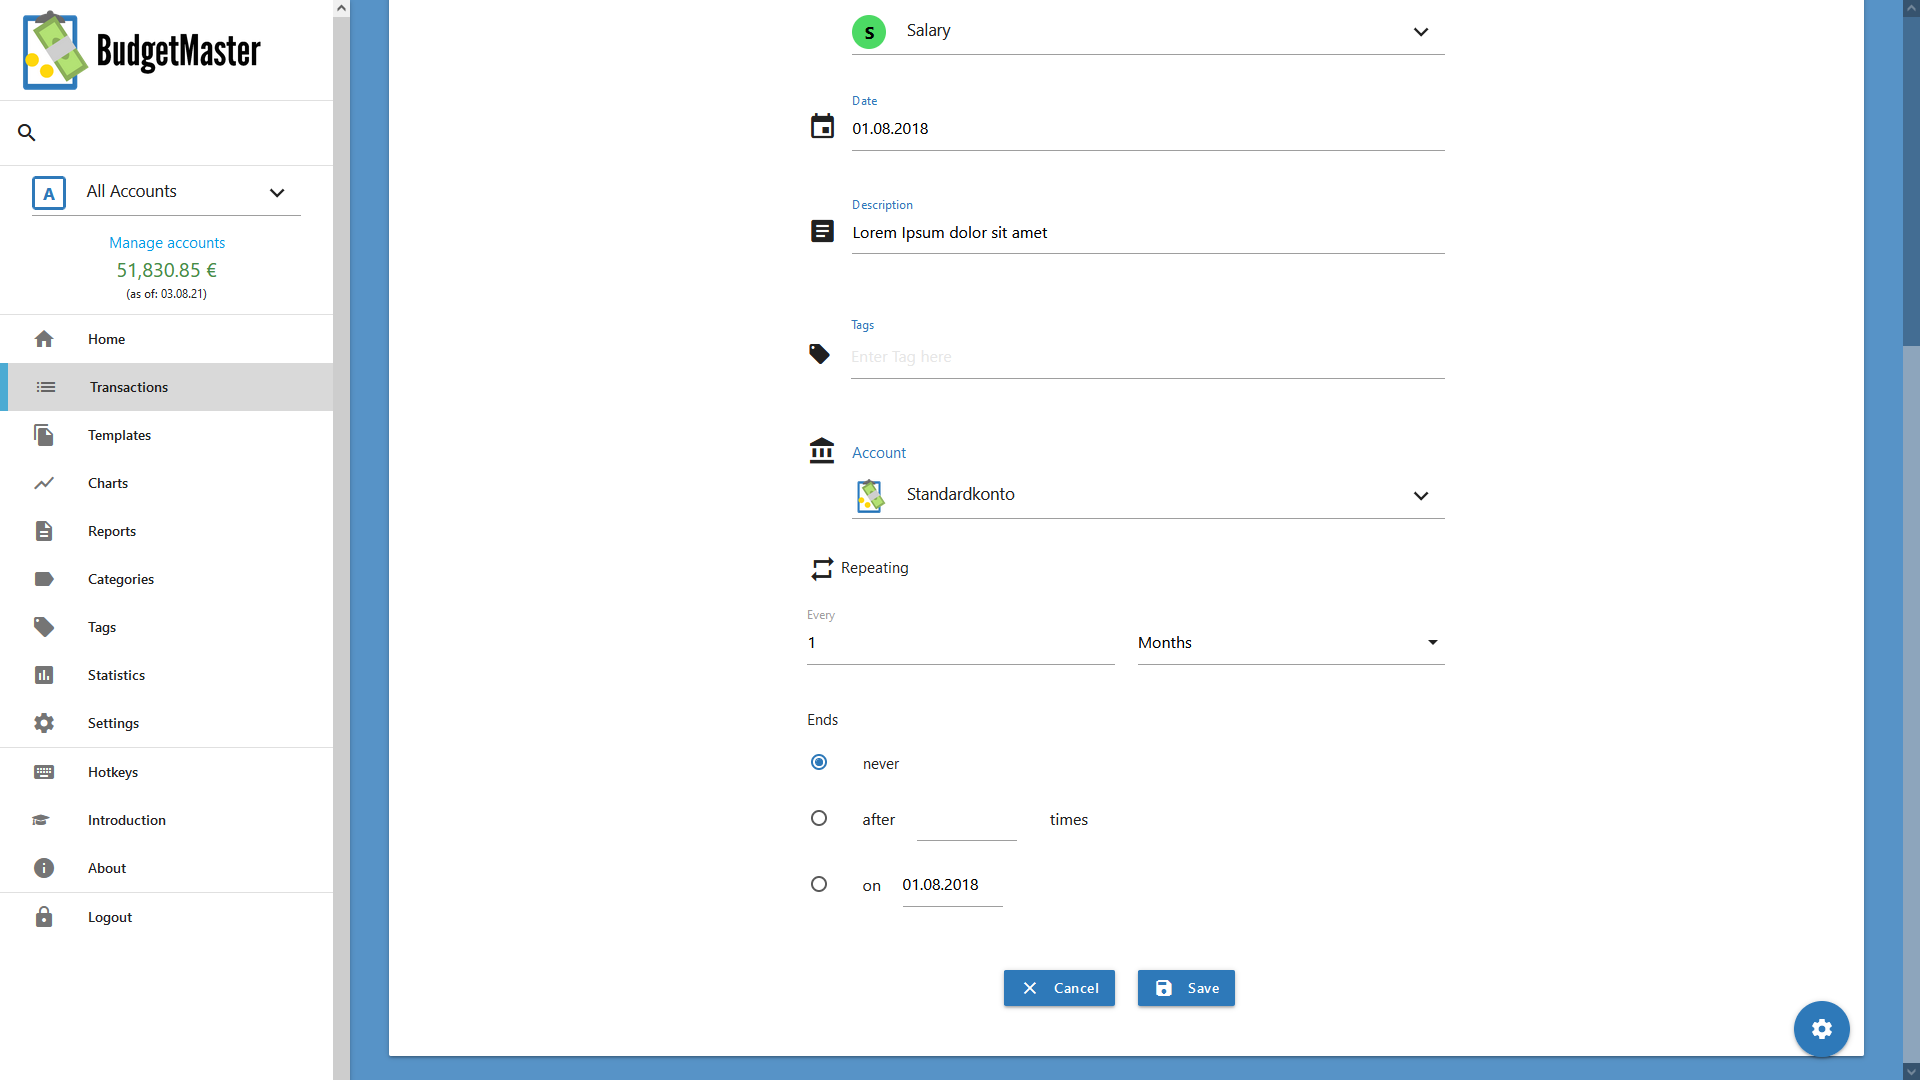 BudgetMaster
A All Accounts
Manage accounts
51,830.85 €
(as of: 03.08.21)
Home
Transactions
Templates
Charts
Reports
Categories
Tags
Statistics
Settings
Hotkeys
Introduction
About
Logout
S Salary
Date
01.08.2018
Description
Lorem Ipsum dolor sit amet
Tags
Enter Tag here
Account
Standardkonto
Repeating
Every
1 Months
Ends
never
after times
on 01.08.2018
Cancel Save